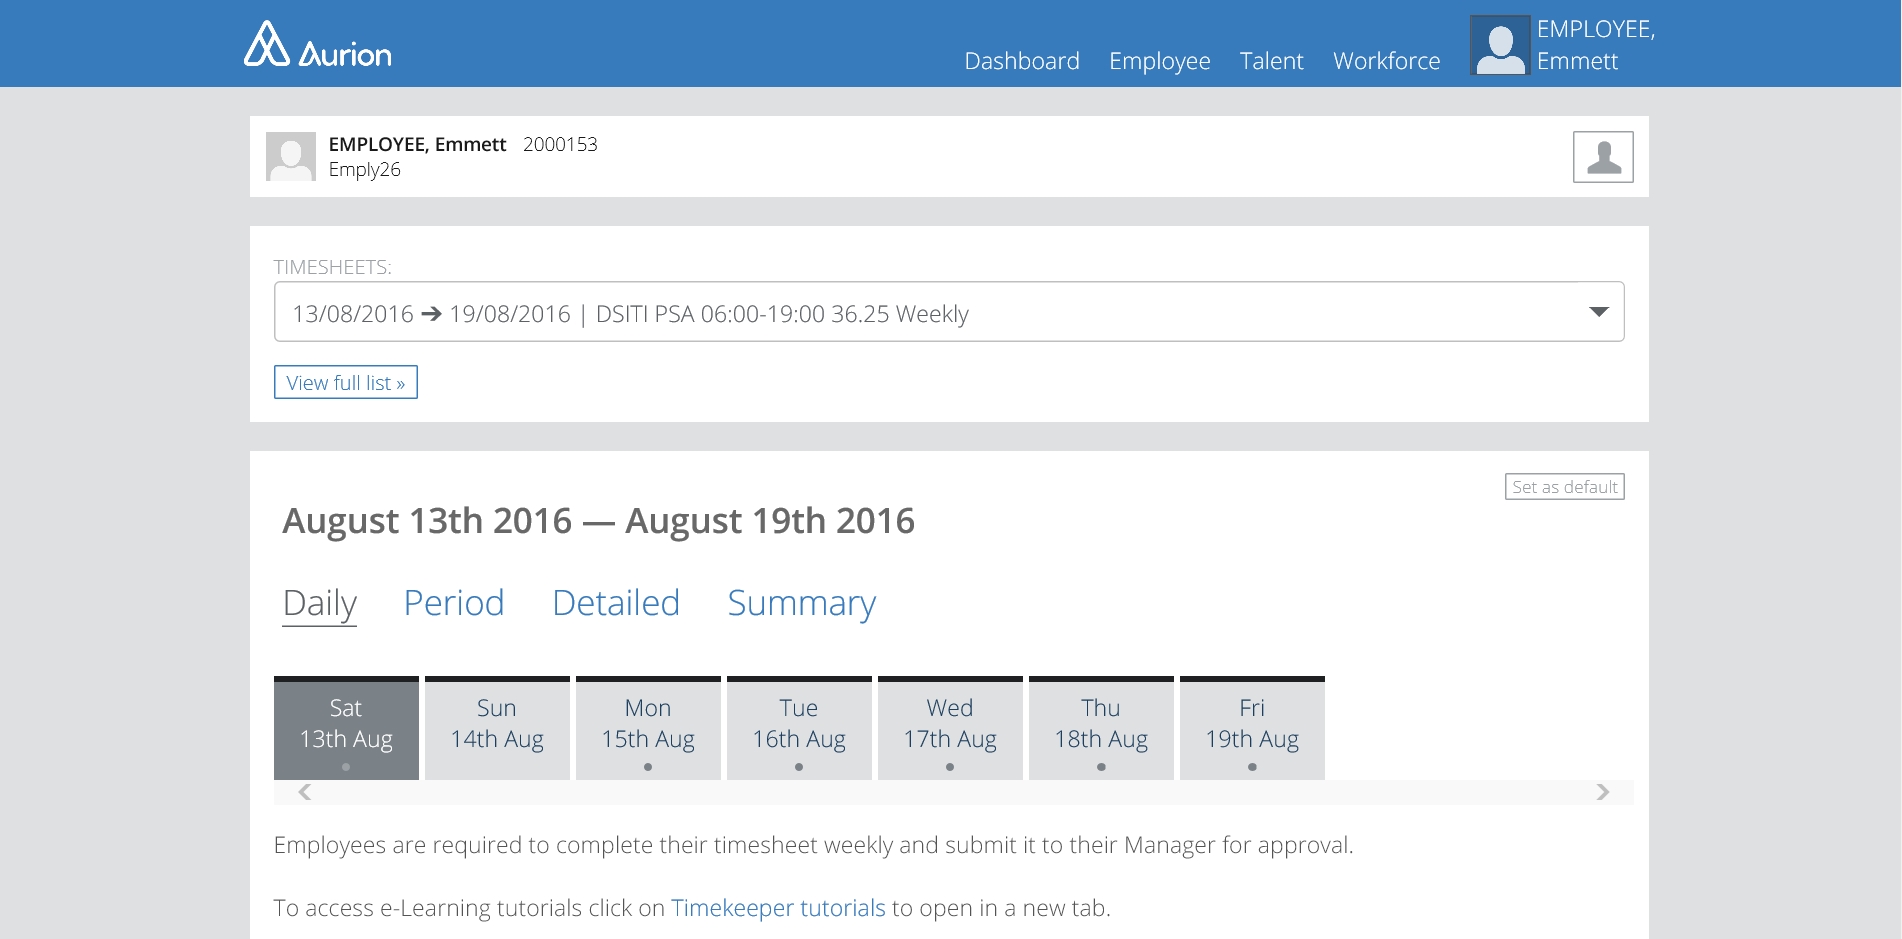 Aurion
Dashboard Employee Talent Workforce
EMPLOYEE,
Emmett
EMPLOYEE, Emmett 2000153
Emply26
TIMESHEETS:
13/08/2016 ➔ 19/08/2016 | DSITI PSA 06:00-19:00 36.25 Weekly
View full list »
Set as default
August 13th 2016 — August 19th 2016
Daily Period Detailed Summary
Sat Sun Mon Tue Wed Thu Fri
13th Aug 14th Aug 15th Aug 16th Aug 17th Aug 18th Aug 19th Aug
Employees are required to complete their timesheet weekly and submit it to their Manager for approval.
To access e-Learning tutorials click on Timekeeper tutorials to open in a new tab.